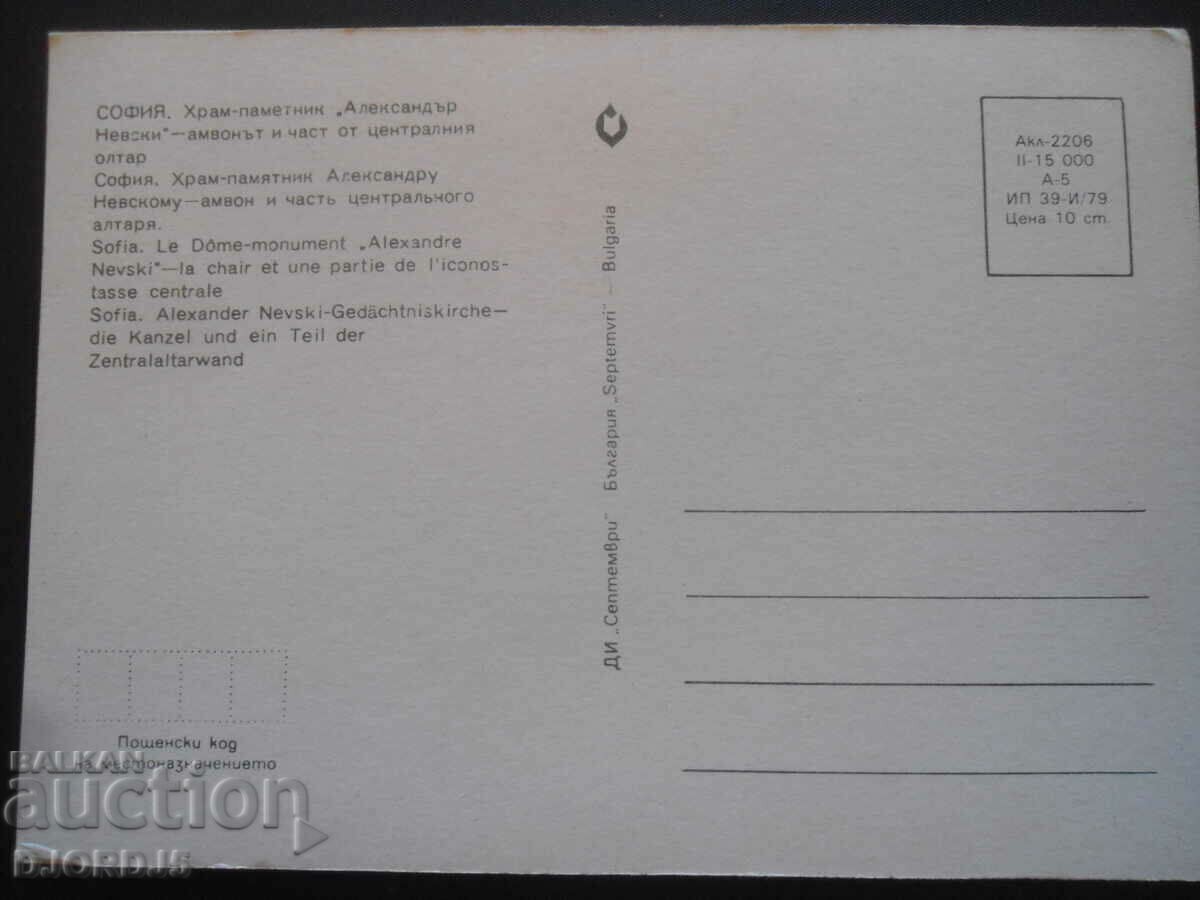 СОФИЯ. Храм-паметник „Александър
Невски"—амвонът и част от централния
олтар
София. Храм-памятник Александру
Невскому—амвон и часть центрального
алтаря.
Sofia. Le Dôme-monument „Alexandre
Nevski"—la chair et une partie de l'iconos-
tasse centrale
Sofia. Alexander Nevski-Gedächtniskirche—
die Kanzel und ein Teil der
Zentralaltarwand
ДИ „Септември" България „Septemvri" — Bulgaria
Акл-2206
II-15 000
А-5
ИП 39-И/79
Цена 10 ст.
Пощенски код
на местоназначението
BALKAN
auction
DJORDJ5